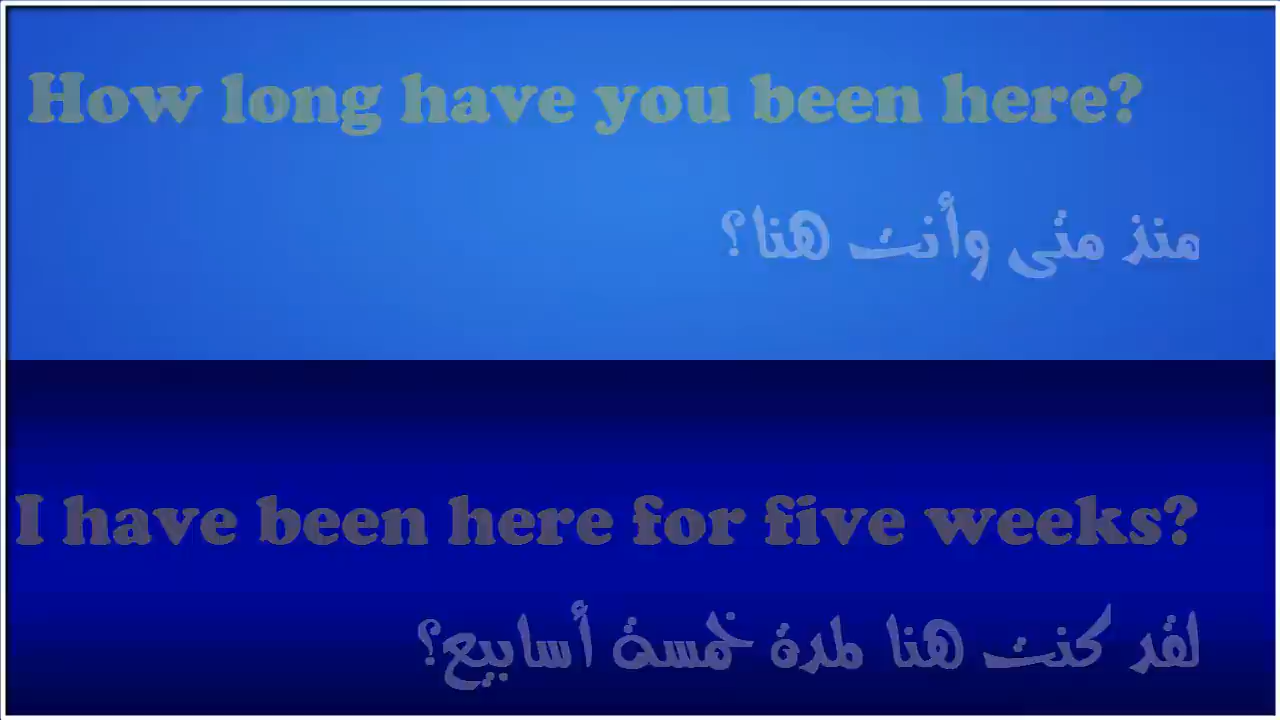 How long have you been here?
منذ متى وأنت هنا؟
I have been here for five weeks?
لقد كنت هنا لمدة خمسة أسابيع؟